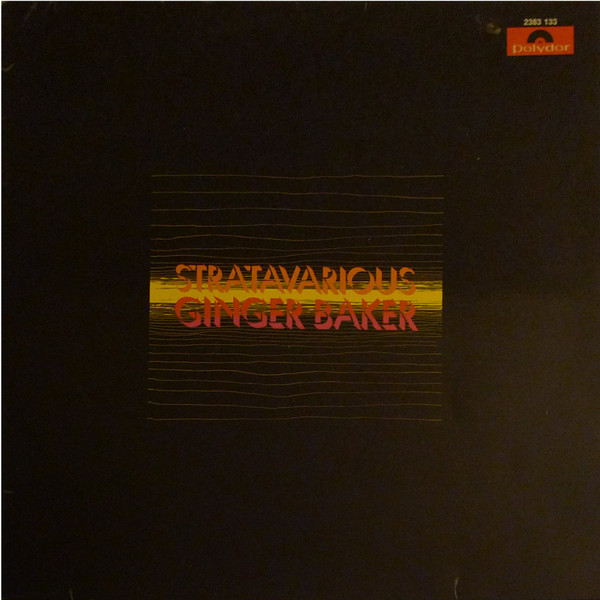 2383 133
polydor
STRATAVARIOUS
GINGER BAKER